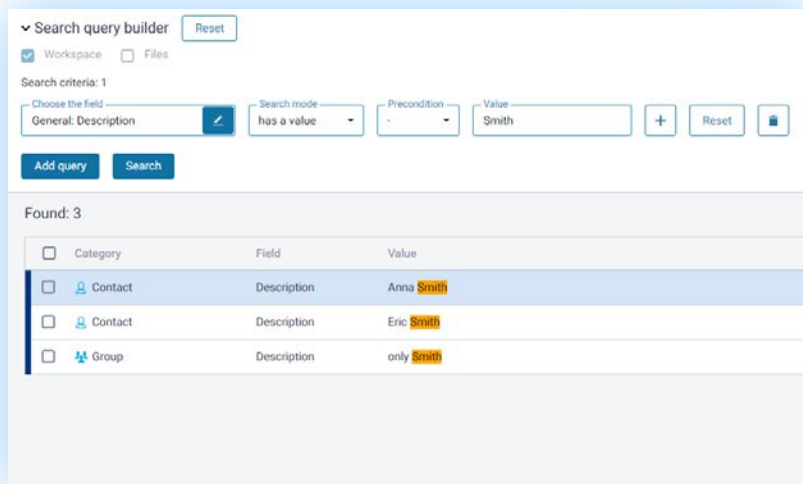 Search query builder Reset
Workspace Files
Search criteria: 1
Choose the field Search mode Precondition Value
General: Description has a value - Smith + Reset
Add query Search
Found: 3
Category Field Value
Contact Description Anna Smith
Contact Description Eric Smith
Group Description only Smith